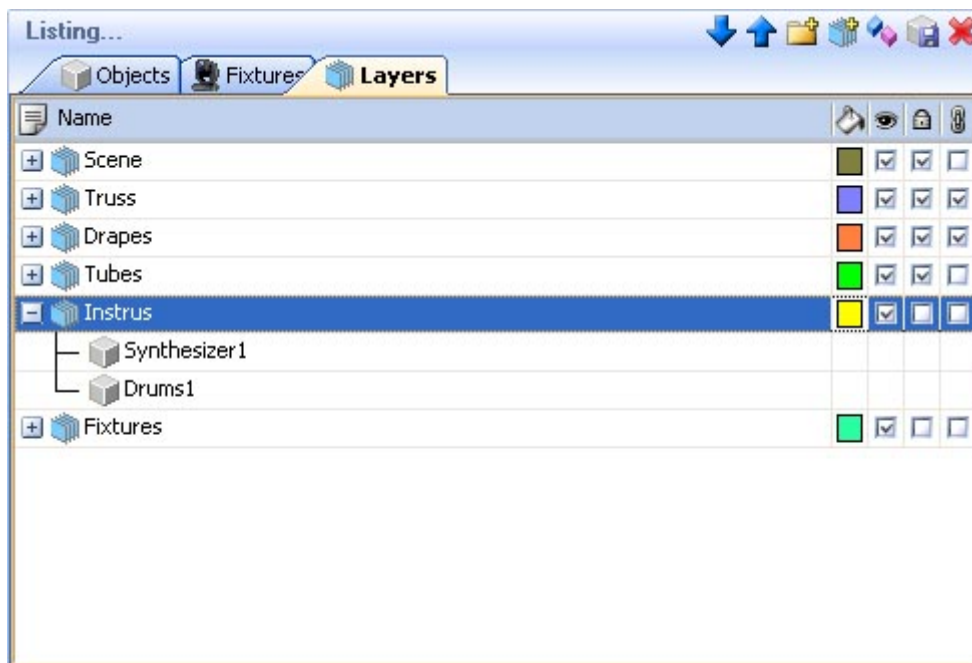 Listing...
Objects Fixtures Layers
Name
Scene
Truss
Drapes
Tubes
Instrus
Synthesizer1
Drums1
Fixtures